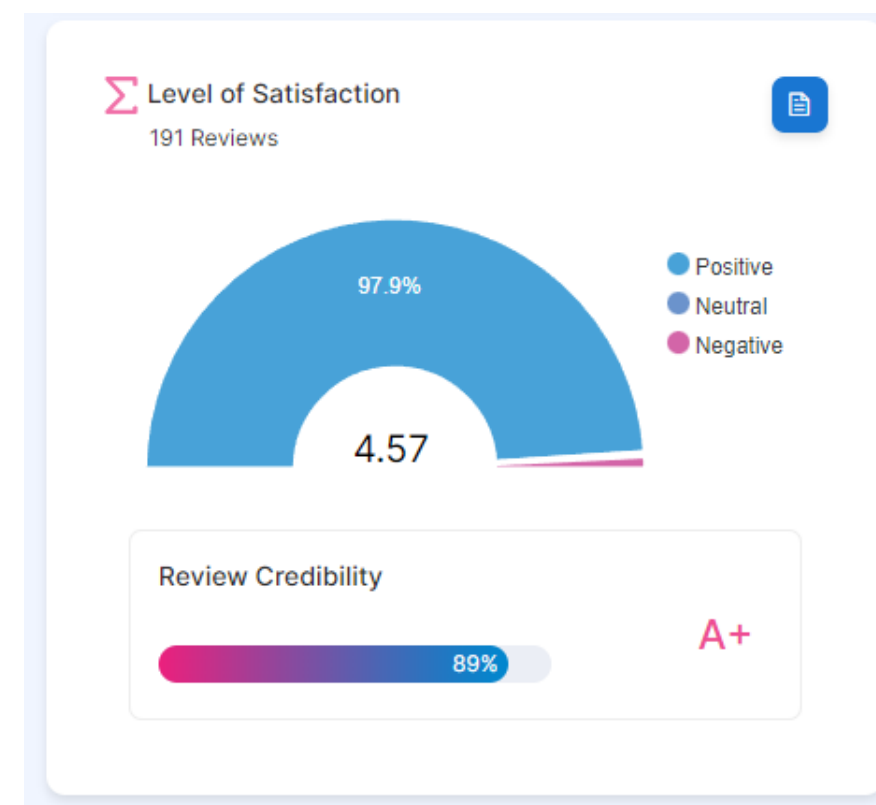 Level of Satisfaction
191 Reviews
97.9%
Positive
Neutral
Negative
4.57
Review Credibility
89%
A+